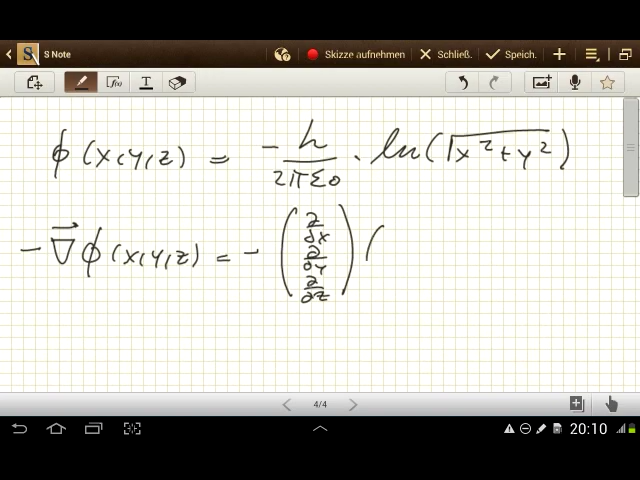 S Note
Skizze aufnehmen
Schließ.
Speich.
f(x)
T
ϕ (x,y,z) = -λ/2πε0 · ln(√x²+y²)
-∇⃗ϕ(x,y,z) = - (∂/∂x ∂/∂y ∂/∂z) (
4/4
20:10